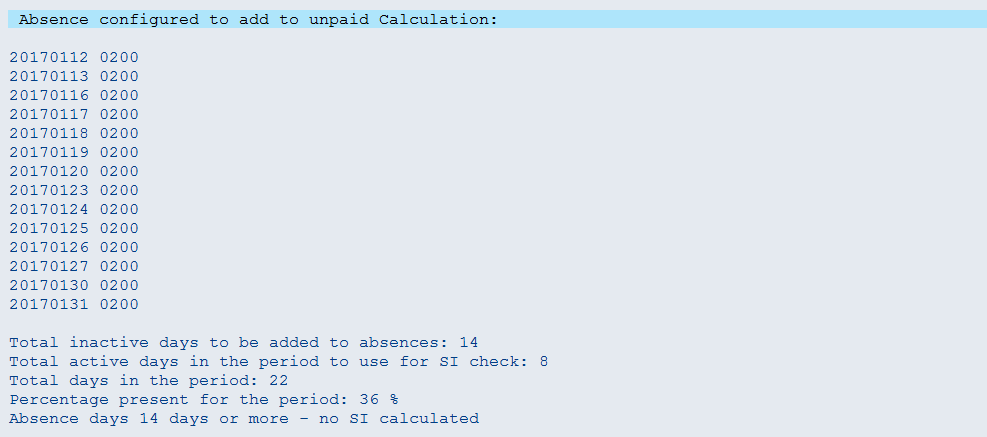 Absence configured to add to unpaid Calculation:
20170112 0200
20170113 0200
20170116 0200
20170117 0200
20170118 0200
20170119 0200
20170120 0200
20170123 0200
20170124 0200
20170125 0200
20170126 0200
20170127 0200
20170130 0200
20170131 0200
Total inactive days to be added to absences: 14
Total active days in the period to use for SI check: 8
Total days in the period: 22
Percentage present for the period: 36 %
Absence days 14 days or more - no SI calculated